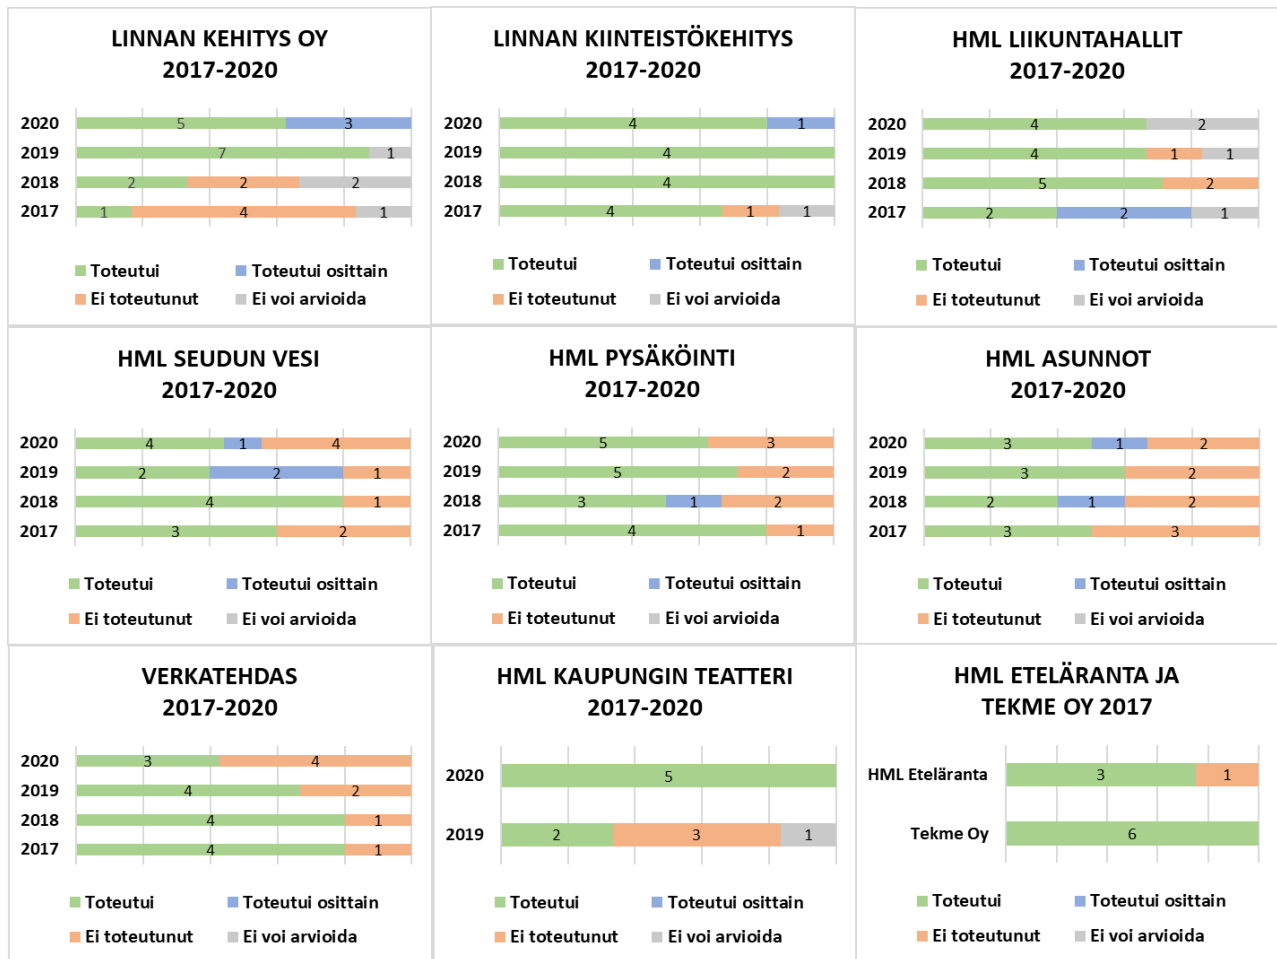 LINNAN KEHITYS OY
2017-2020
2020 5 3
2019 7 1
2018 2 2 2
2017 1 4 1
Toteutui Toteutui osittain
Ei toteutunut Ei voi arvioida
LINNAN KIINTEISTÖKEHITYS
2017-2020
2020 4 1
2019 4
2018 4
2017 4 1 1
Toteutui Toteutui osittain
Ei toteutunut Ei voi arvioida
HML LIIKUNTAHALLIT
2017-2020
2020 4 2
2019 4 1 1
2018 5 2
2017 2 2 1
Toteutui Toteutui osittain
Ei toteutunut Ei voi arvioida
HML SEUDUN VESI
2017-2020
2020 4 1 4
2019 2 2 1
2018 4 1
2017 3 2
Toteutui Toteutui osittain
Ei toteutunut Ei voi arvioida
HML PYSÄKÖINTI
2017-2020
2020 5 3
2019 5 2
2018 3 1 2
2017 4 1
Toteutui Toteutui osittain
Ei toteutunut Ei voi arvioida
HML ASUNNOT
2017-2020
2020 3 1 2
2019 3 2
2018 2 1 2
2017 3 3
Toteutui Toteutui osittain
Ei toteutunut Ei voi arvioida
VERKATEHDAS
2017-2020
2020 3 4
2019 4 2
2018 4 1
2017 4 1
Toteutui Toteutui osittain
Ei toteutunut Ei voi arvioida
HML KAUPUNGIN TEATTERI
2017-2020
2020 5
2019 2 3 1
Toteutui Toteutui osittain
Ei toteutunut Ei voi arvioida
HML ETELÄRANTA JA
TEKME OY 2017
HML Eteläranta 3 1
Tekme Oy 6
Toteutui Toteutui osittain
Ei toteutunut Ei voi arvioida